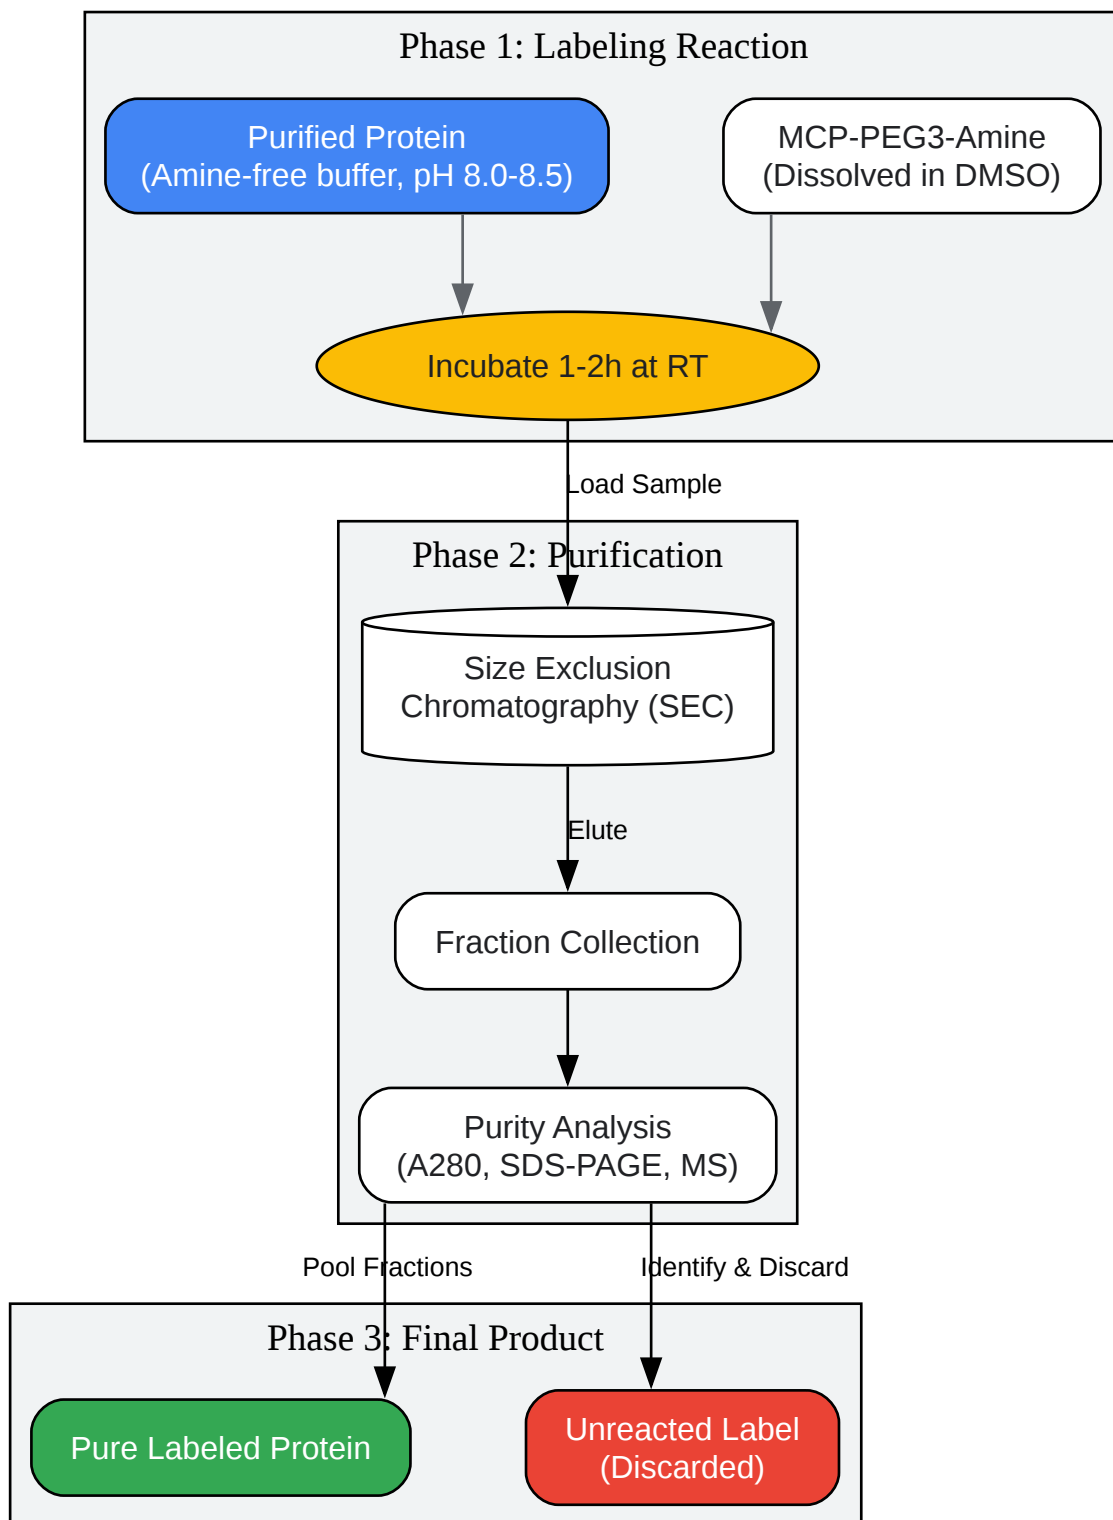 Phase 1: Labeling Reaction
Purified Protein
(Amine-free buffer, pH 8.0-8.5)
MCP-PEG3-Amine
(Dissolved in DMSO)
Incubate 1-2h at RT
Load Sample
Phase 2: Purification
Size Exclusion
Chromatography (SEC)
Elute
Fraction Collection
Purity Analysis
(A280, SDS-PAGE, MS)
Pool Fractions
Identify & Discard
Phase 3: Final Product
Pure Labeled Protein
Unreacted Label
(Discarded)